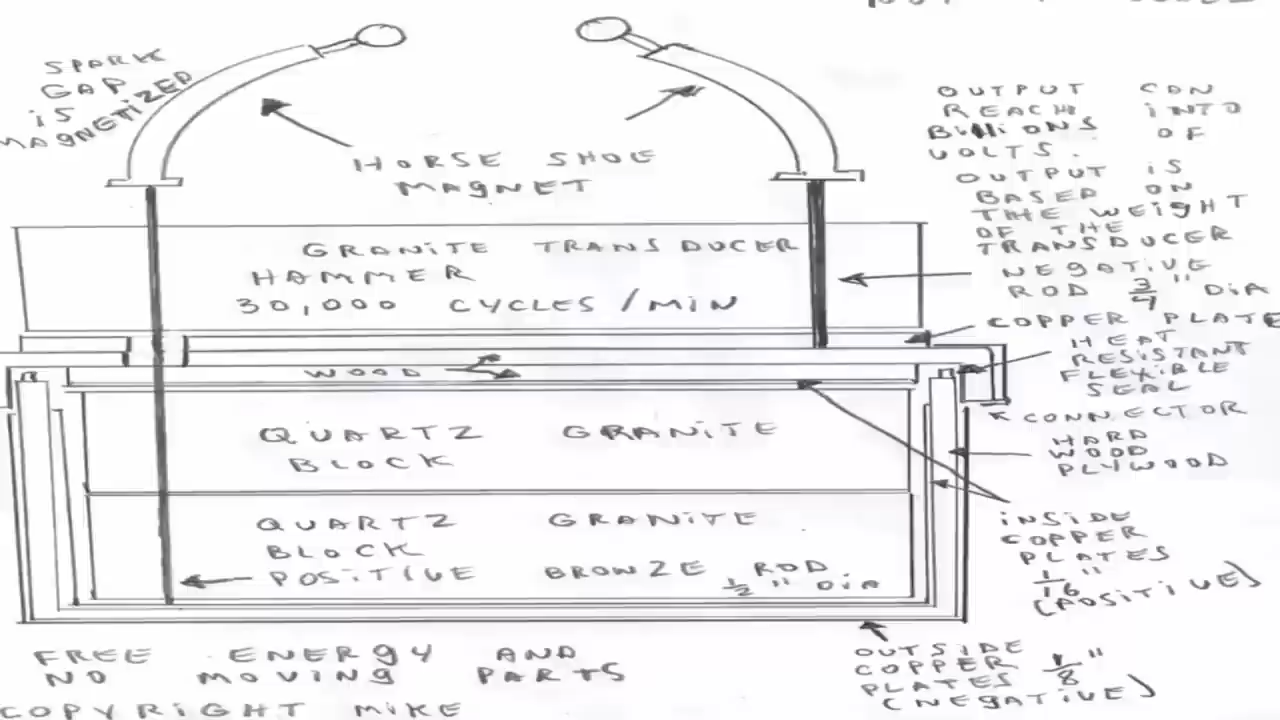 SPARK
GAP
iS
MAGNETIZED
HORSE SHOE
MAGNET
OUTPUT CAN
REACH iNTO
BilliONS OF
VOLTS.
OUTPUT iS
BASED ON
THE WEIGHT
OF THE
TRANSDUCER
NEGATiVE
ROD 3/4" DiA
GRANiTE TRANSDUCER
HAMMER
30,000 CYCLES/MiN
COPPER PLATE
HEAT
RESiSTANT
FLEXiBLE
SEAL
WOOD
CONNECTOR
HARD
WOOD
PLYWOOD
QUARTZ GRANiTE
BLOCK
QUARTZ GRANiTE
BLOCK
POSiTiVE BRONZE ROD
1/2" DiA
iNSiDE
COPPER
PLATES
1/16"
(POSiTiVE)
OUTSiDE
COPPER 1/8"
PLATES
(NEGATiVE)
FREE ENERGY AND
NO MOViNG PARTS
COPYRiGHT MiKE